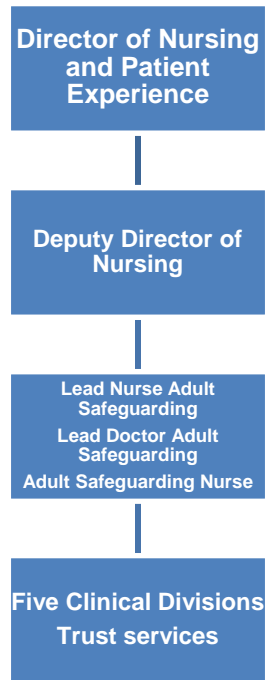 Director of Nursing
and Patient
Experience
Deputy Director of
Nursing
Lead Nurse Adult
Safeguarding
Lead Doctor Adult
Safeguarding
Adult Safeguarding Nurse
Five Clinical Divisions
Trust services